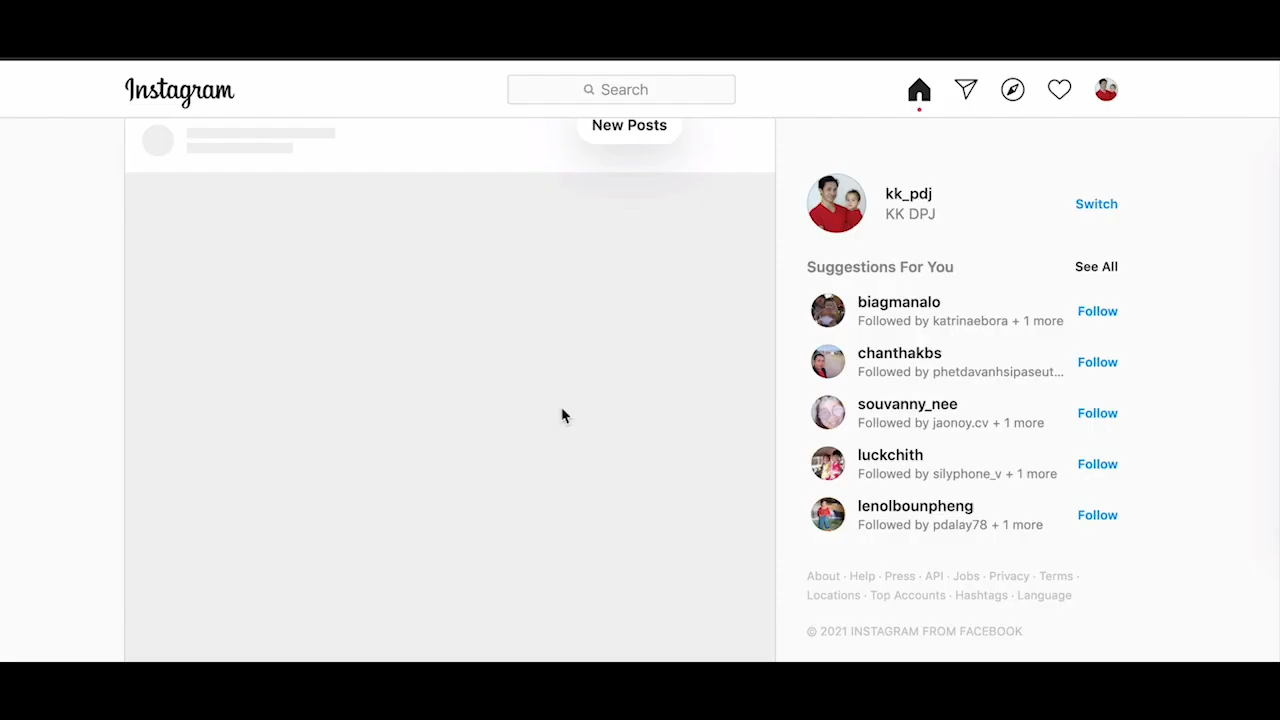 Instagram
Search
New Posts
kk_pdj
KK DPJ
Switch
Suggestions For You
See All
biagmanalo
Followed by katrinaebora + 1 more
Follow
chanthakbs
Followed by phetdavanhsipaseut...
Follow
souvanny_nee
Followed by jaonoy.cv + 1 more
Follow
luckchith
Followed by silyphone_v + 1 more
Follow
lenolbounpheng
Followed by pdalay78 + 1 more
Follow
About · Help · Press · API · Jobs · Privacy · Terms ·
Locations · Top Accounts · Hashtags · Language
© 2021 INSTAGRAM FROM FACEBOOK